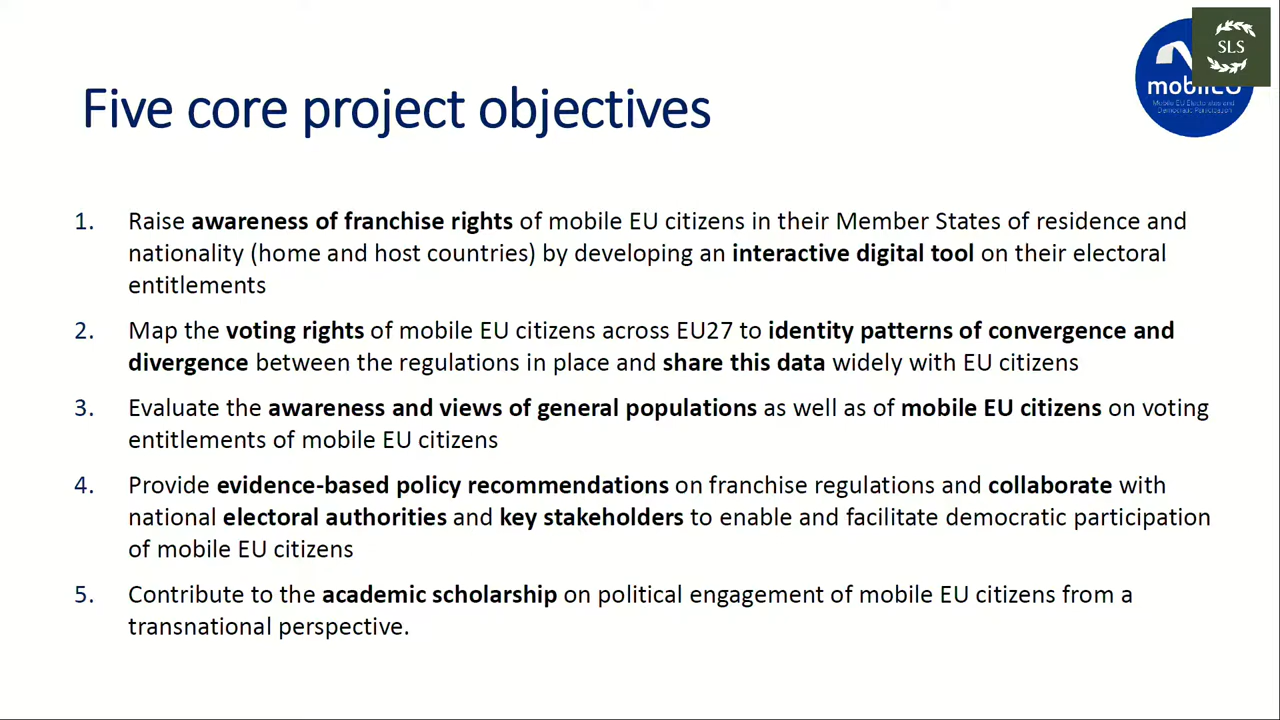 SLS
mobilEU
Mobile EU Electorates and
Democratic Participation
Five core project objectives
1. Raise awareness of franchise rights of mobile EU citizens in their Member States of residence and
nationality (home and host countries) by developing an interactive digital tool on their electoral
entitlements
2. Map the voting rights of mobile EU citizens across EU27 to identity patterns of convergence and
divergence between the regulations in place and share this data widely with EU citizens
3. Evaluate the awareness and views of general populations as well as of mobile EU citizens on voting
entitlements of mobile EU citizens
4. Provide evidence-based policy recommendations on franchise regulations and collaborate with
national electoral authorities and key stakeholders to enable and facilitate democratic participation
of mobile EU citizens
5. Contribute to the academic scholarship on political engagement of mobile EU citizens from a
transnational perspective.